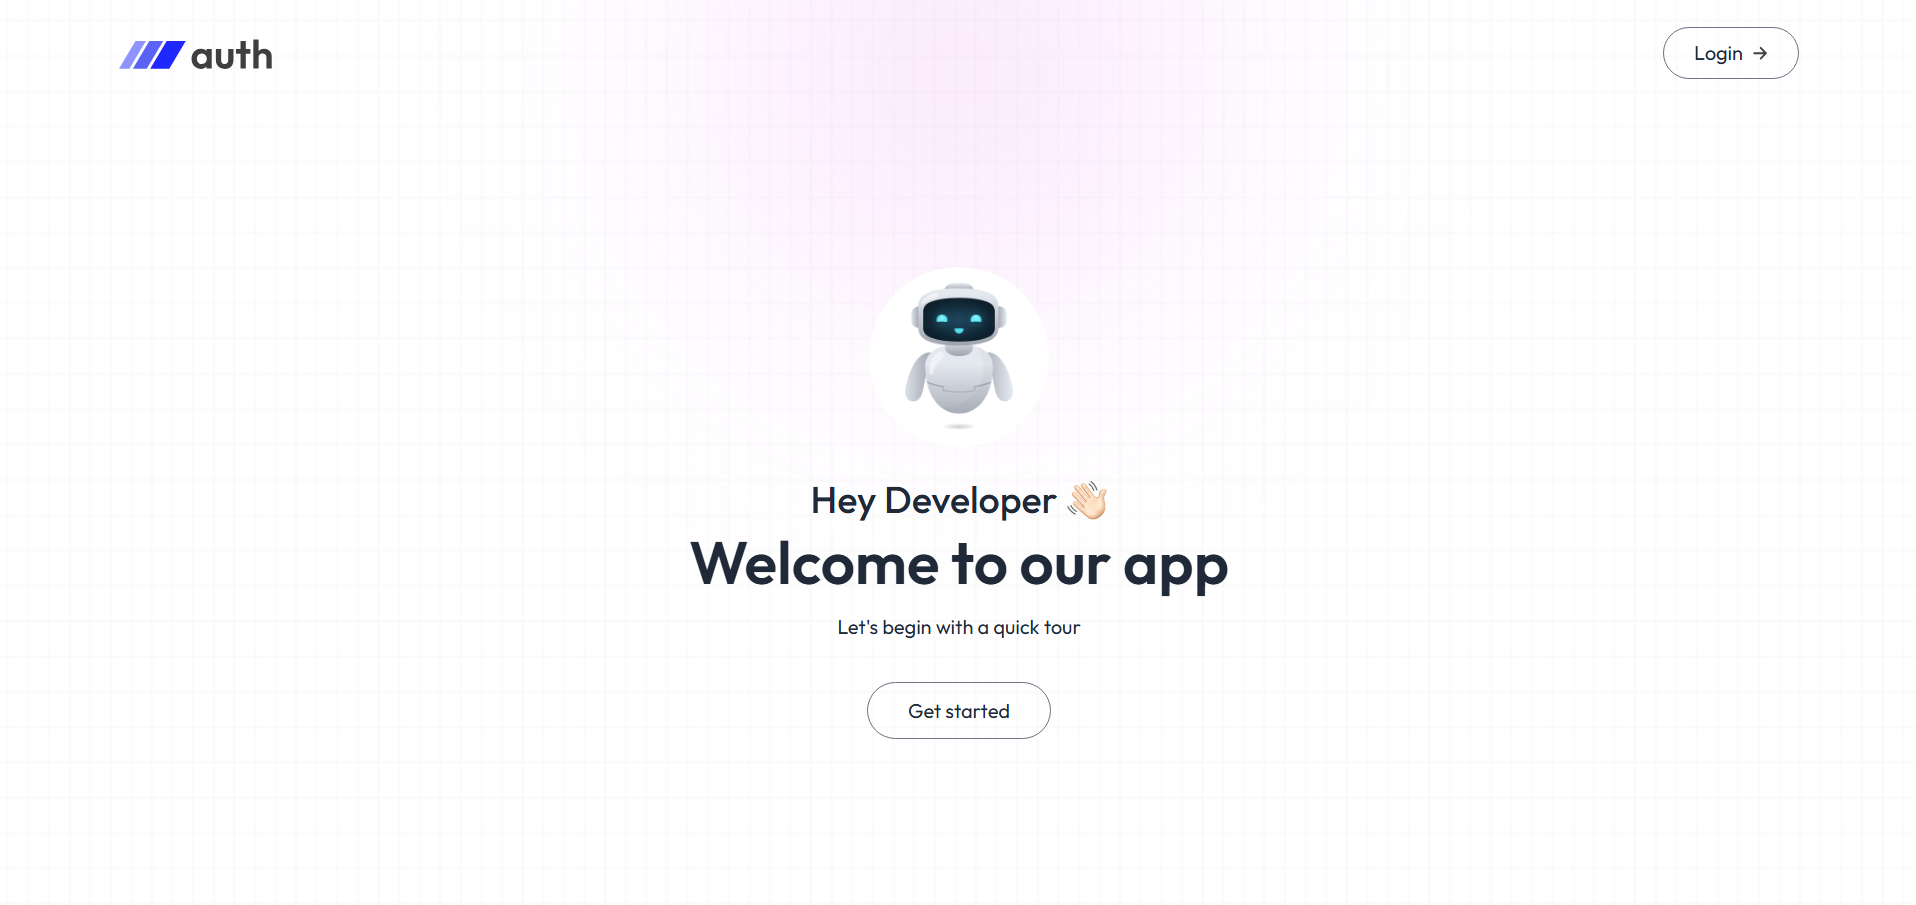 auth
Login →
Hey Developer 👋🏻
Welcome to our app
Let's begin with a quick tour
Get started